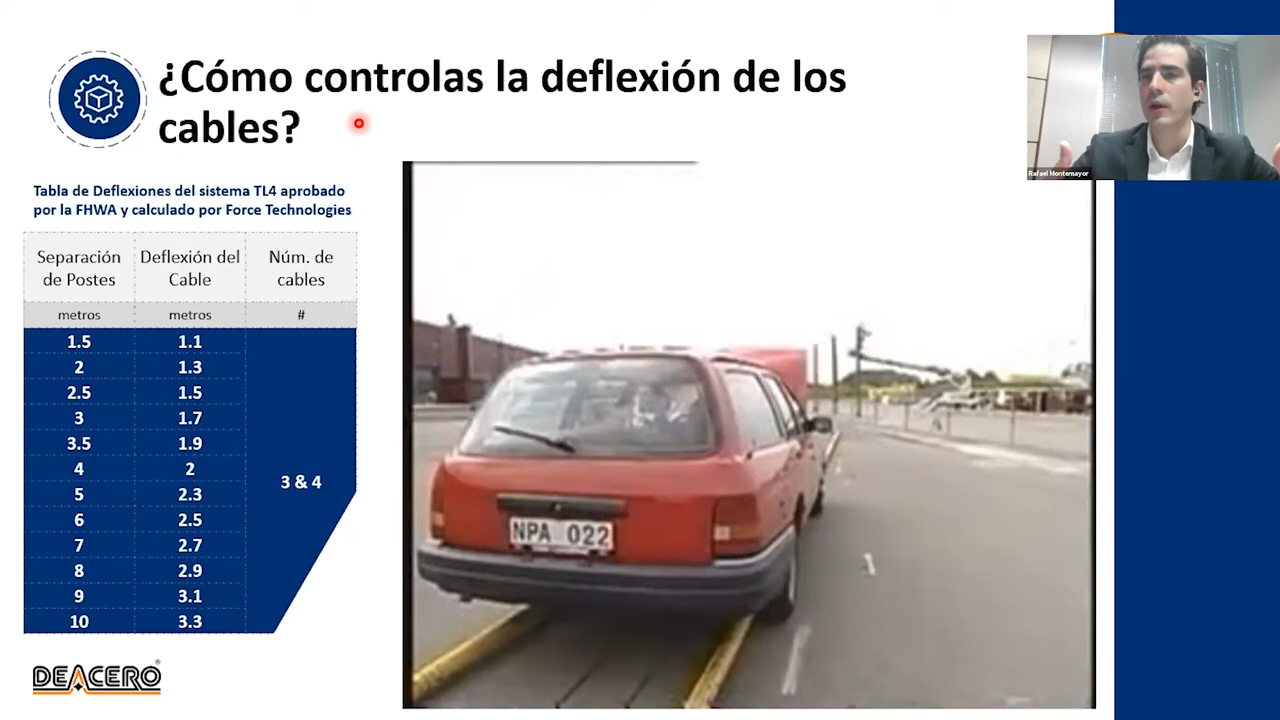 ¿Cómo controlas la deflexión de los
cables?
Rafael Montemayor
Tabla de Deflexiones del sistema TL4 aprobado
por la FHWA y calculado por Force Technologies
Separación de Postes Deflexión del Cable Núm. de cables
metros metros #
1.5 1.1
2 1.3
2.5 1.5
3 1.7
3.5 1.9
4 2
5 2.3
3 & 4
6 2.5
7 2.7
8 2.9
9 3.1
10 3.3
NPA 022
DEACERO